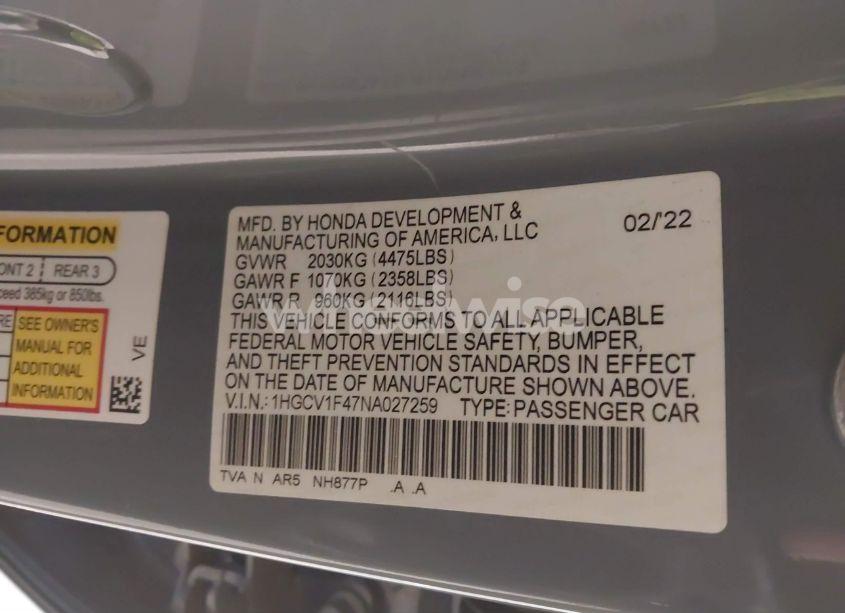 FORMATION
ONT 2 REAR 3
ceed 385kg or 850lbs.
RE
SEE OWNER'S
MANUAL FOR
ADDITIONAL
INFORMATION
VE
MFD. BY HONDA DEVELOPMENT &
MANUFACTURING OF AMERICA, LLC
02/'22
GVWR 2030KG (4475LBS)
GAWR F 1070KG (2358LBS)
GAWR R 960KG (2116LBS)
THIS VEHICLE CONFORMS TO ALL APPLICABLE
FEDERAL MOTOR VEHICLE SAFETY, BUMPER,
AND THEFT PREVENTION STANDARDS IN EFFECT
ON THE DATE OF MANUFACTURE SHOWN ABOVE.
V.I.N.: 1HGCV1F47NA027259 TYPE: PASSENGER CAR
TVA N AR5 NH877P .A .A